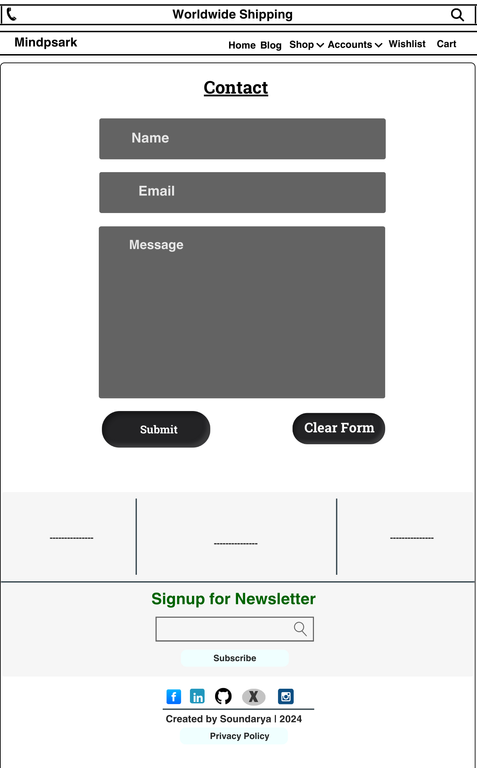 Worldwide Shipping
Mindpsark
Home Blog Shop Accounts Wishlist Cart
Contact
Name
Email
Message
Submit Clear Form
--------------- --------------- ---------------
Signup for Newsletter
Subscribe
f in X
Created by Soundarya | 2024
Privacy Policy